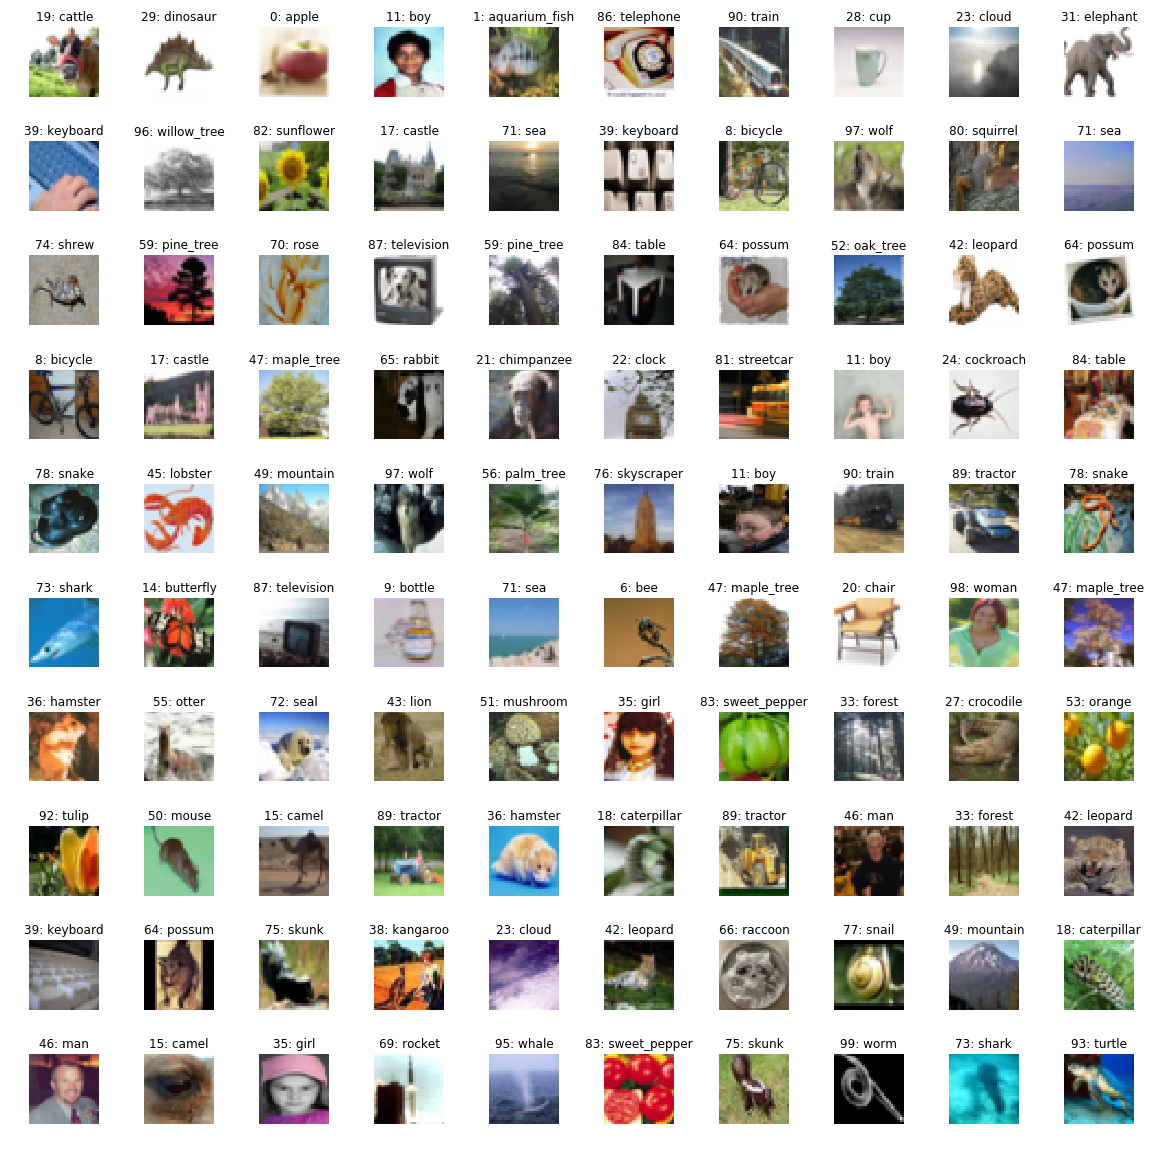 19: cattle 29: dinosaur 0: apple 11: boy 1: aquarium_fish 86: telephone 90: train 28: cup 23: cloud 31: elephant
39: keyboard 96: willow_tree 82: sunflower 17: castle 71: sea 39: keyboard 8: bicycle 97: wolf 80: squirrel 71: sea
A S
74: shrew 59: pine_tree 70: rose 87: television 59: pine_tree 84: table 64: possum 52: oak_tree 42: leopard 64: possum
8: bicycle 17: castle 47: maple_tree 65: rabbit 21: chimpanzee 22: clock 81: streetcar 11: boy 24: cockroach 84: table
78: snake 45: lobster 49: mountain 97: wolf 56: palm_tree 76: skyscraper 11: boy 90: train 89: tractor 78: snake
73: shark 14: butterfly 87: television 9: bottle 71: sea 6: bee 47: maple_tree 20: chair 98: woman 47: maple_tree
36: hamster 55: otter 72: seal 43: lion 51: mushroom 35: girl 83: sweet_pepper 33: forest 27: crocodile 53: orange
92: tulip 50: mouse 15: camel 89: tractor 36: hamster 18: caterpillar 89: tractor 46: man 33: forest 42: leopard
39: keyboard 64: possum 75: skunk 38: kangaroo 23: cloud 42: leopard 66: raccoon 77: snail 49: mountain 18: caterpillar
46: man 15: camel 35: girl 69: rocket 95: whale 83: sweet_pepper 75: skunk 99: worm 73: shark 93: turtle